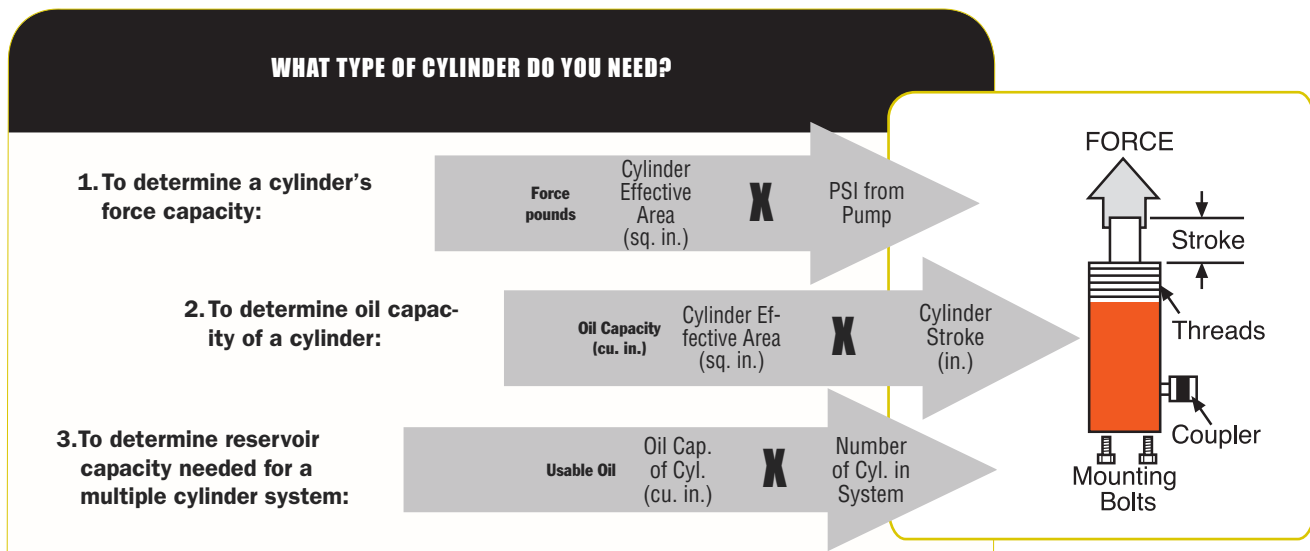 WHAT TYPE OF CYLINDER DO YOU NEED?
1. To determine a cylinder's
force capacity:
Force
pounds
Cylinder
Effective
Area
(sq. in.)
X
PSI from
Pump
2. To determine oil capac-
ity of a cylinder:
Oil Capacity
(cu. in.)
Cylinder Ef-
fective Area
(sq. in.)
X
Cylinder
Stroke
(in.)
3.To determine reservoir
capacity needed for a
multiple cylinder system:
Usable Oil
Oil Cap.
of Cyl.
(cu. in.)
X
Number
of Cyl. in
System
FORCE
Stroke
Threads
Coupler
Mounting
Bolts